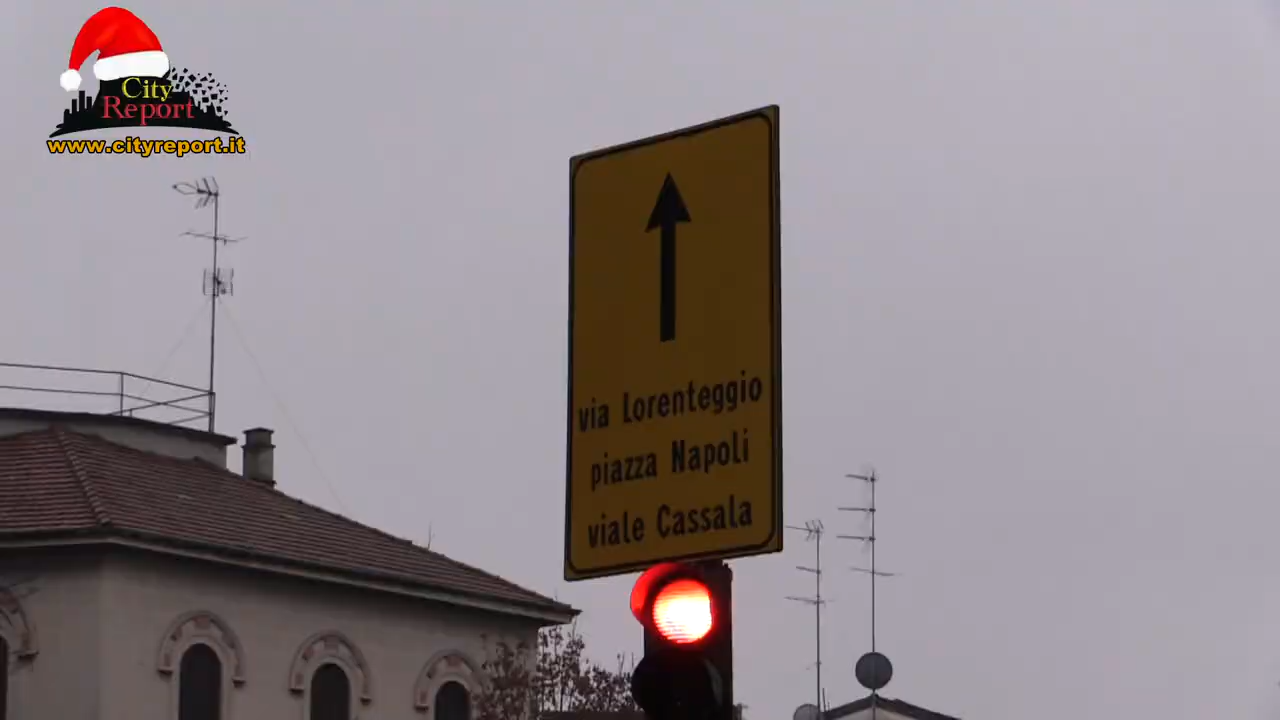 City
Report
www.cityreport.it
via Lorenteggio
piazza Napoli
viale Cassala